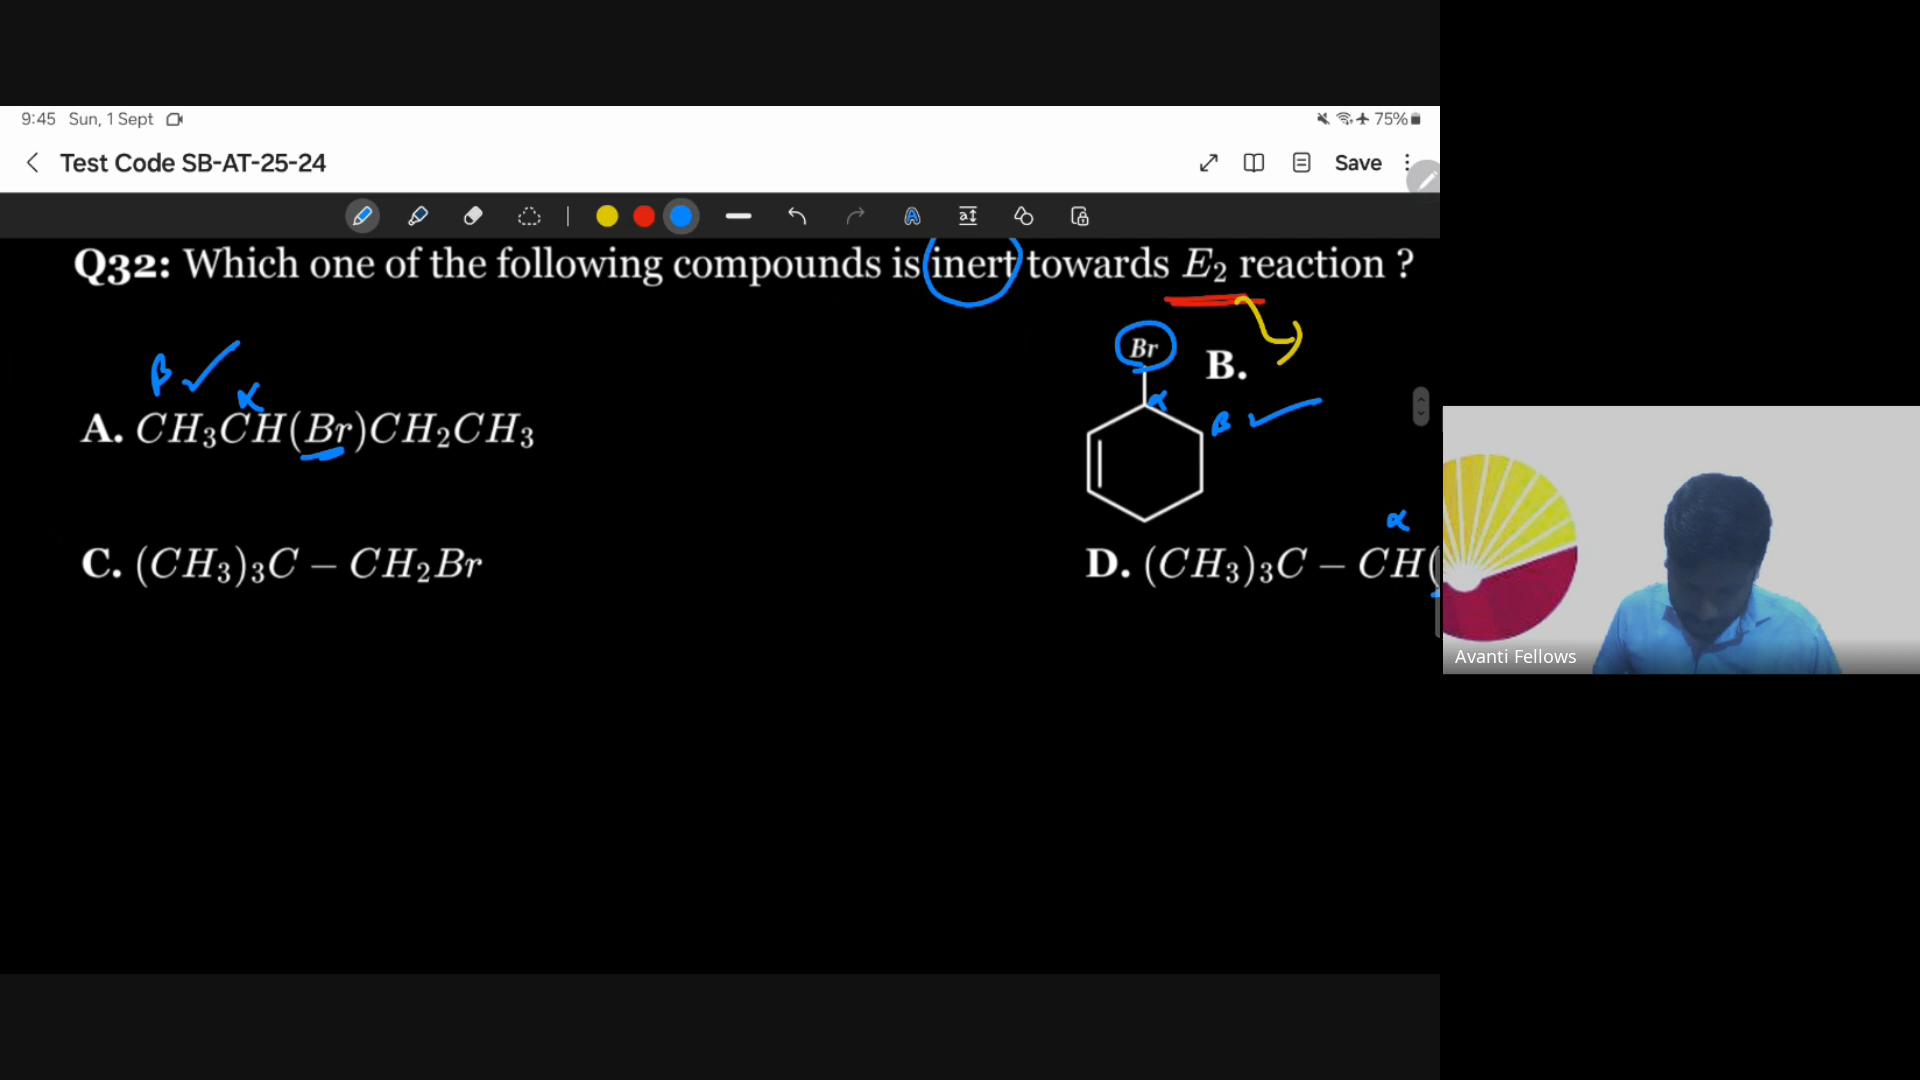 9:45 Sun, 1 Sept 75%
Test Code SB-AT-25-24 Save
Q32: Which one of the following compounds is inert towards E₂ reaction ?
β α
A. CH₃CH(Br)CH₂CH₃
Br B.
α β
C. (CH₃)₃C – CH₂Br
α
D. (CH₃)₃C – CH(
Avanti Fellows